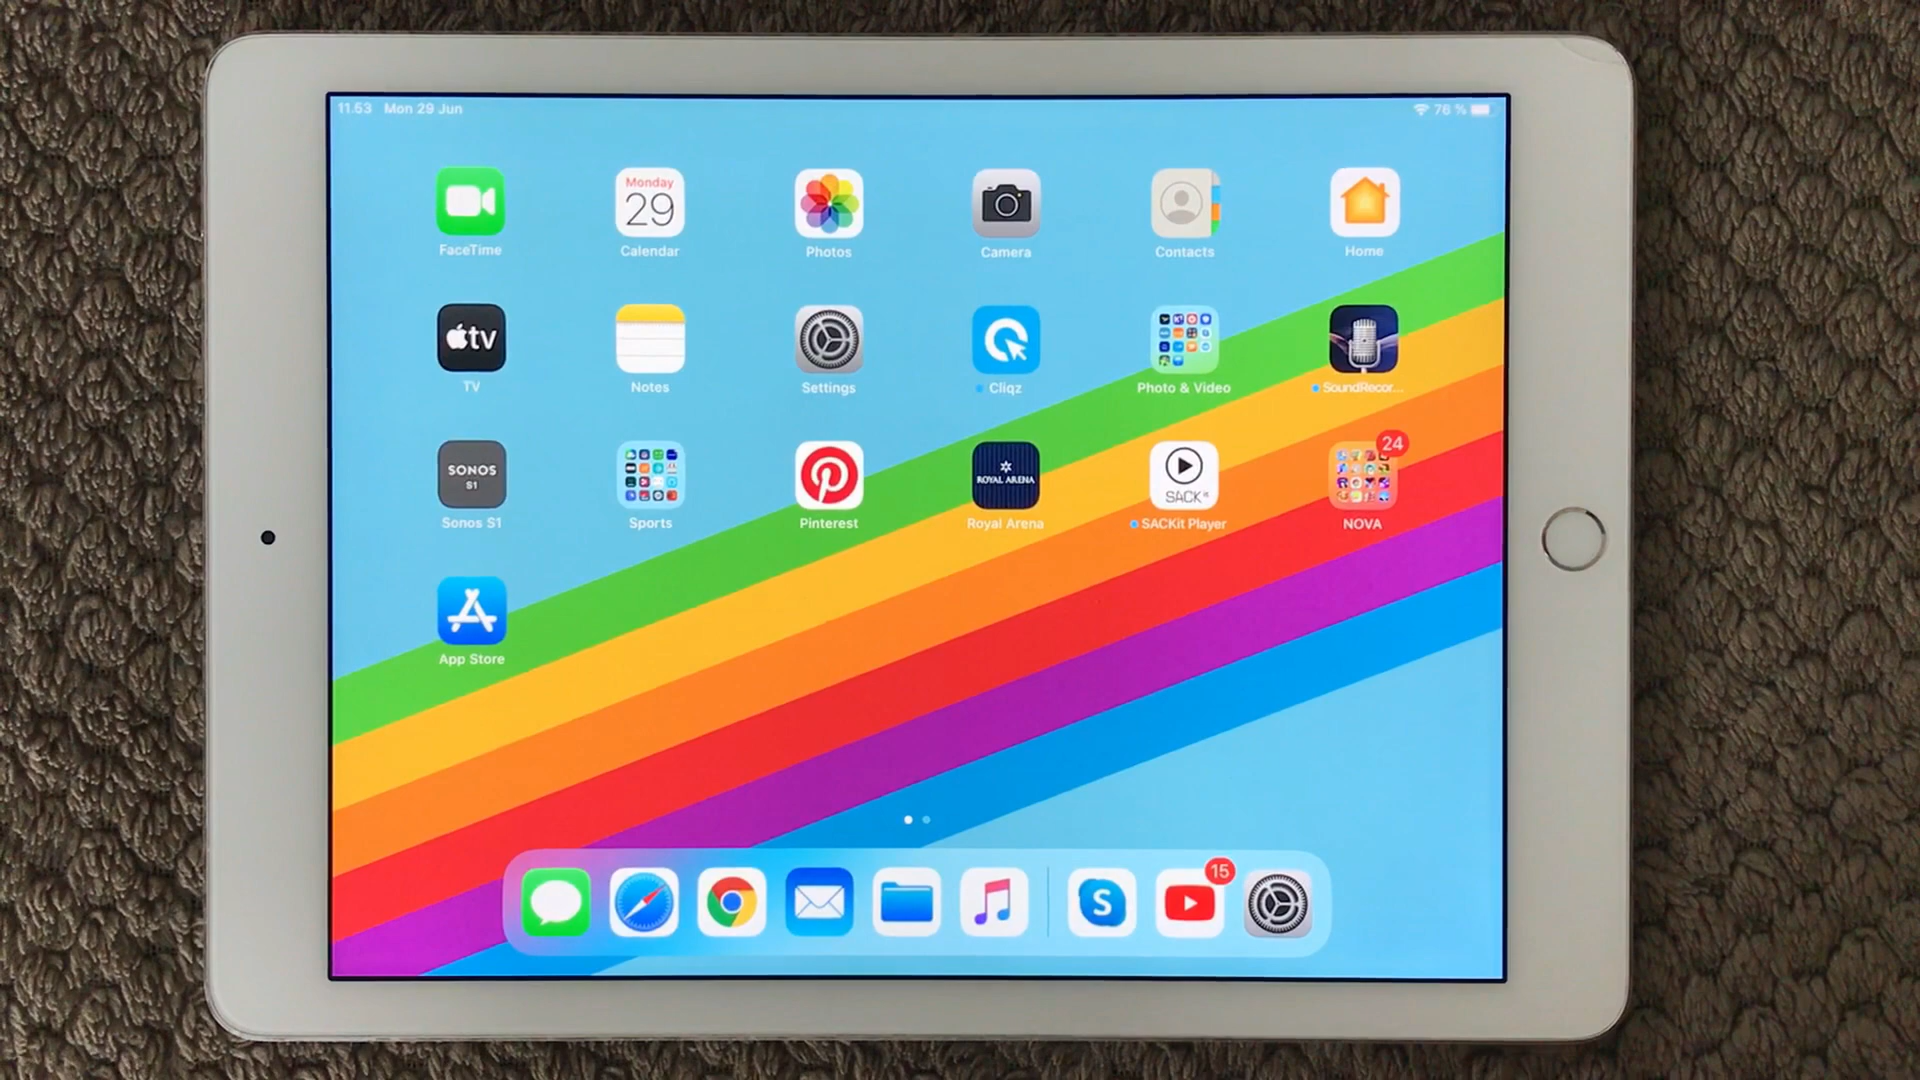 11.53 Mon 29 Jun
76 %
FaceTime
Monday
29
Calendar
Photos
Camera
Contacts
Home
tv
TV
Notes
Settings
Cliqz
Photo & Video
SoundRecor...
SONOS
S1
Sonos S1
Sports
Pinterest
ROYAL ARENA
Royal Arena
SACK it
SACKit Player
24
NOVA
App Store
S
15